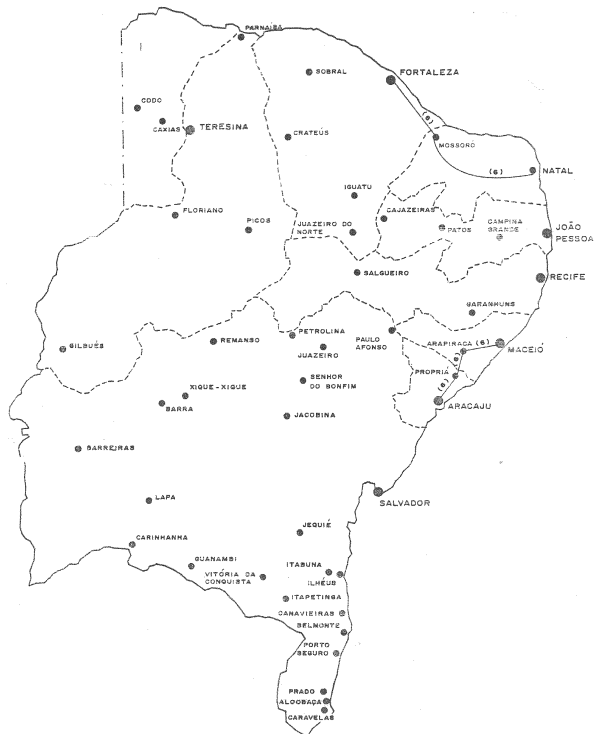 PARNAÍBA
SOBRAL
FORTALEZA
CODO
CAXIAS
TERESINA
CRATEÚS
(6)
MOSSORÓ
(6)
NATAL
IGUATU
FLORIANO
PICOS
JUAZEIRO DO
NORTE
CAJAZEIRAS
PATOS
CAMPINA
GRANDE
JOÃO
PESSOA
SALGUEIRO
RECIFE
GARANHUNS
GILBUÉS
REMANSO
PETROLINA
PAULO
AFONSO
JUAZEIRO
ARAPIRACA
(6)
MACEIÓ
(6)
PROPRIÁ
(6)
ARACAJU
SENHOR
DO BONFIM
XIQUE-XIQUE
BARRA
JACOBINA
BARREIRAS
LAPA
SALVADOR
JEQUIÉ
CARINHANHA
GUANAMBI
VITÓRIA DA
CONQUISTA
ITABUNA
ILHÉUS
ITAPETINGA
CANAVIEIRAS
BELMONTE
PORTO
SEGURO
PRADO
ALCOBAÇA
CARAVELAS